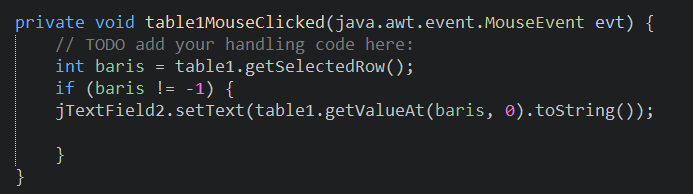 private void table1MouseClicked(java.awt.event.MouseEvent evt) {
    // TODO add your handling code here:
    int baris = table1.getSelectedRow();
    if (baris != -1) {
    jTextField2.setText(table1.getValueAt(baris, 0).toString());
    }
}